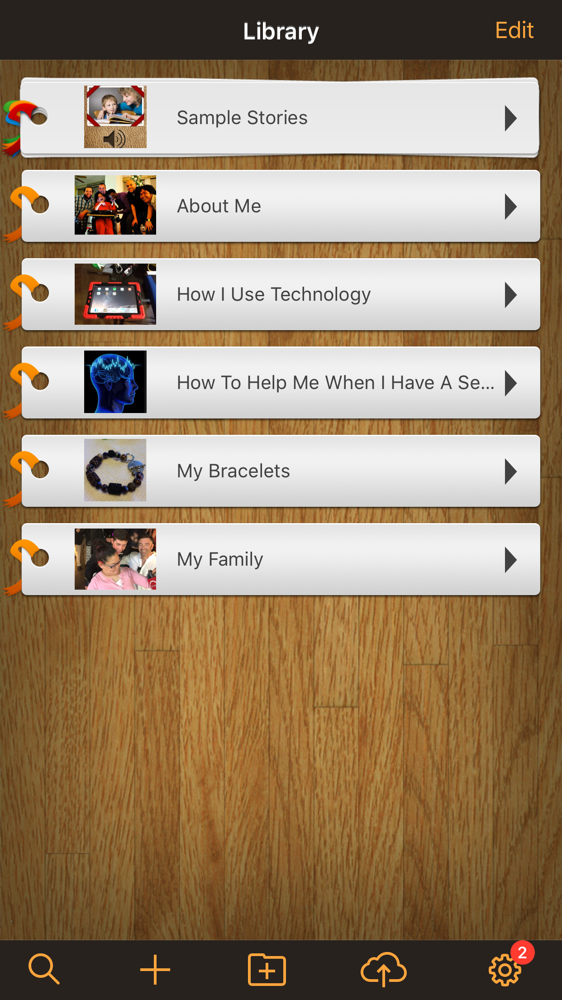 Library
Edit
Sample Stories
About Me
How I Use Technology
How To Help Me When I Have A Se...
My Bracelets
My Family
2